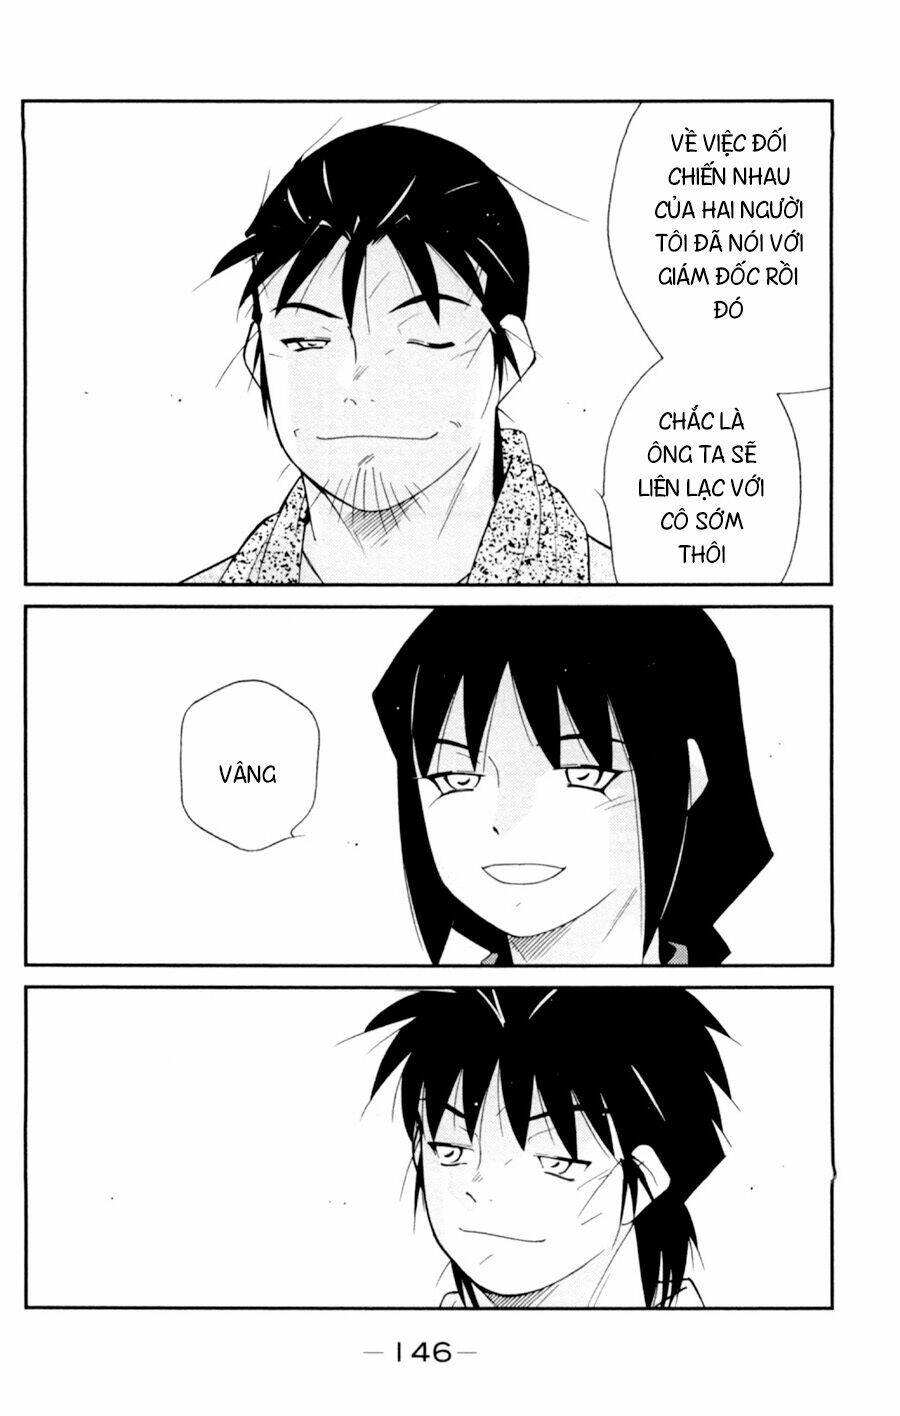 VỀ VIỆC ĐỐI
CHIẾN NHAU
CỦA HAI NGƯỜI
TÔI ĐÃ NÓI VỚI
GIÁM ĐỐC RỒI
ĐÓ
CHẮC LÀ
ÔNG TA SẼ
LIÊN LẠC VỚI
CÔ SỚM
THÔI
VÂNG
— 146 —